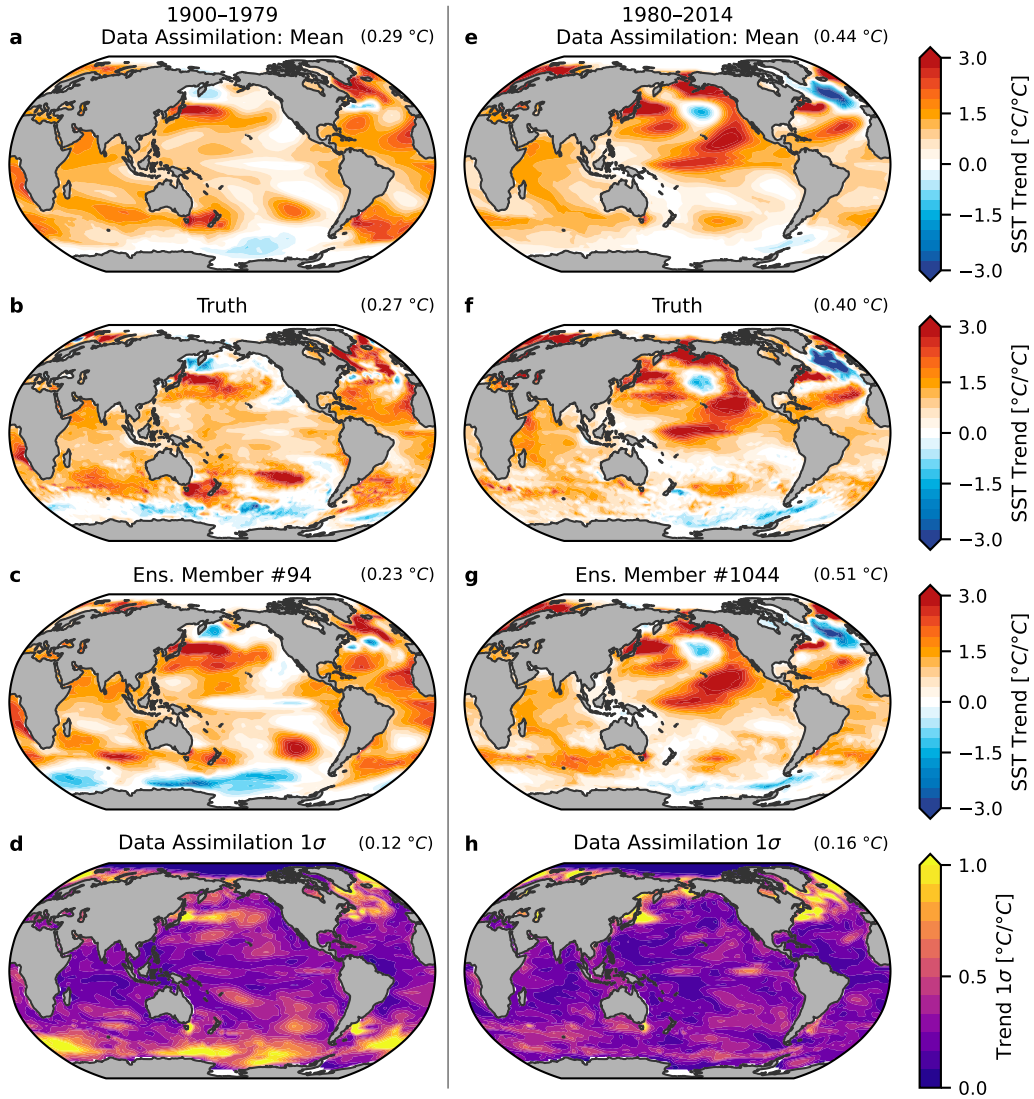 1900–1979
a Data Assimilation: Mean (0.29 °C)
1980–2014
e Data Assimilation: Mean (0.44 °C)
3.0
1.5
0.0
−1.5
−3.0
SST Trend [°C/°C]
b Truth (0.27 °C)
f Truth (0.40 °C)
3.0
1.5
0.0
−1.5
−3.0
SST Trend [°C/°C]
c Ens. Member #94 (0.23 °C)
g Ens. Member #1044 (0.51 °C)
3.0
1.5
0.0
−1.5
−3.0
SST Trend [°C/°C]
d Data Assimilation 1σ (0.12 °C)
h Data Assimilation 1σ (0.16 °C)
1.0
0.5
0.0
Trend 1σ [°C/°C]